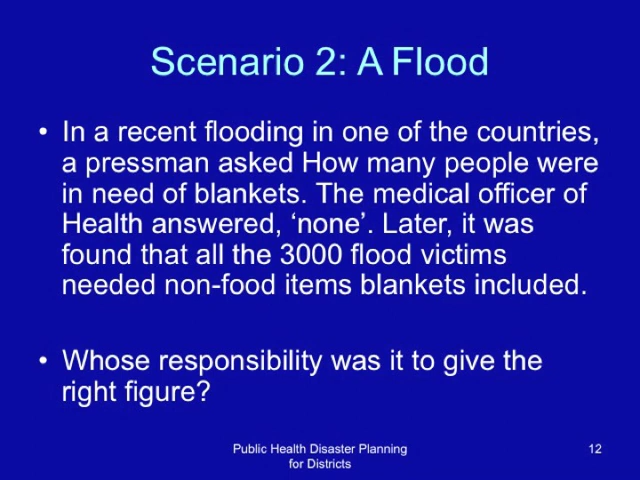 Scenario 2: A Flood
• In a recent flooding in one of the countries,
a pressman asked How many people were
in need of blankets. The medical officer of
Health answered, ‘none’. Later, it was
found that all the 3000 flood victims
needed non-food items blankets included.
• Whose responsibility was it to give the
right figure?
Public Health Disaster Planning
for Districts
12